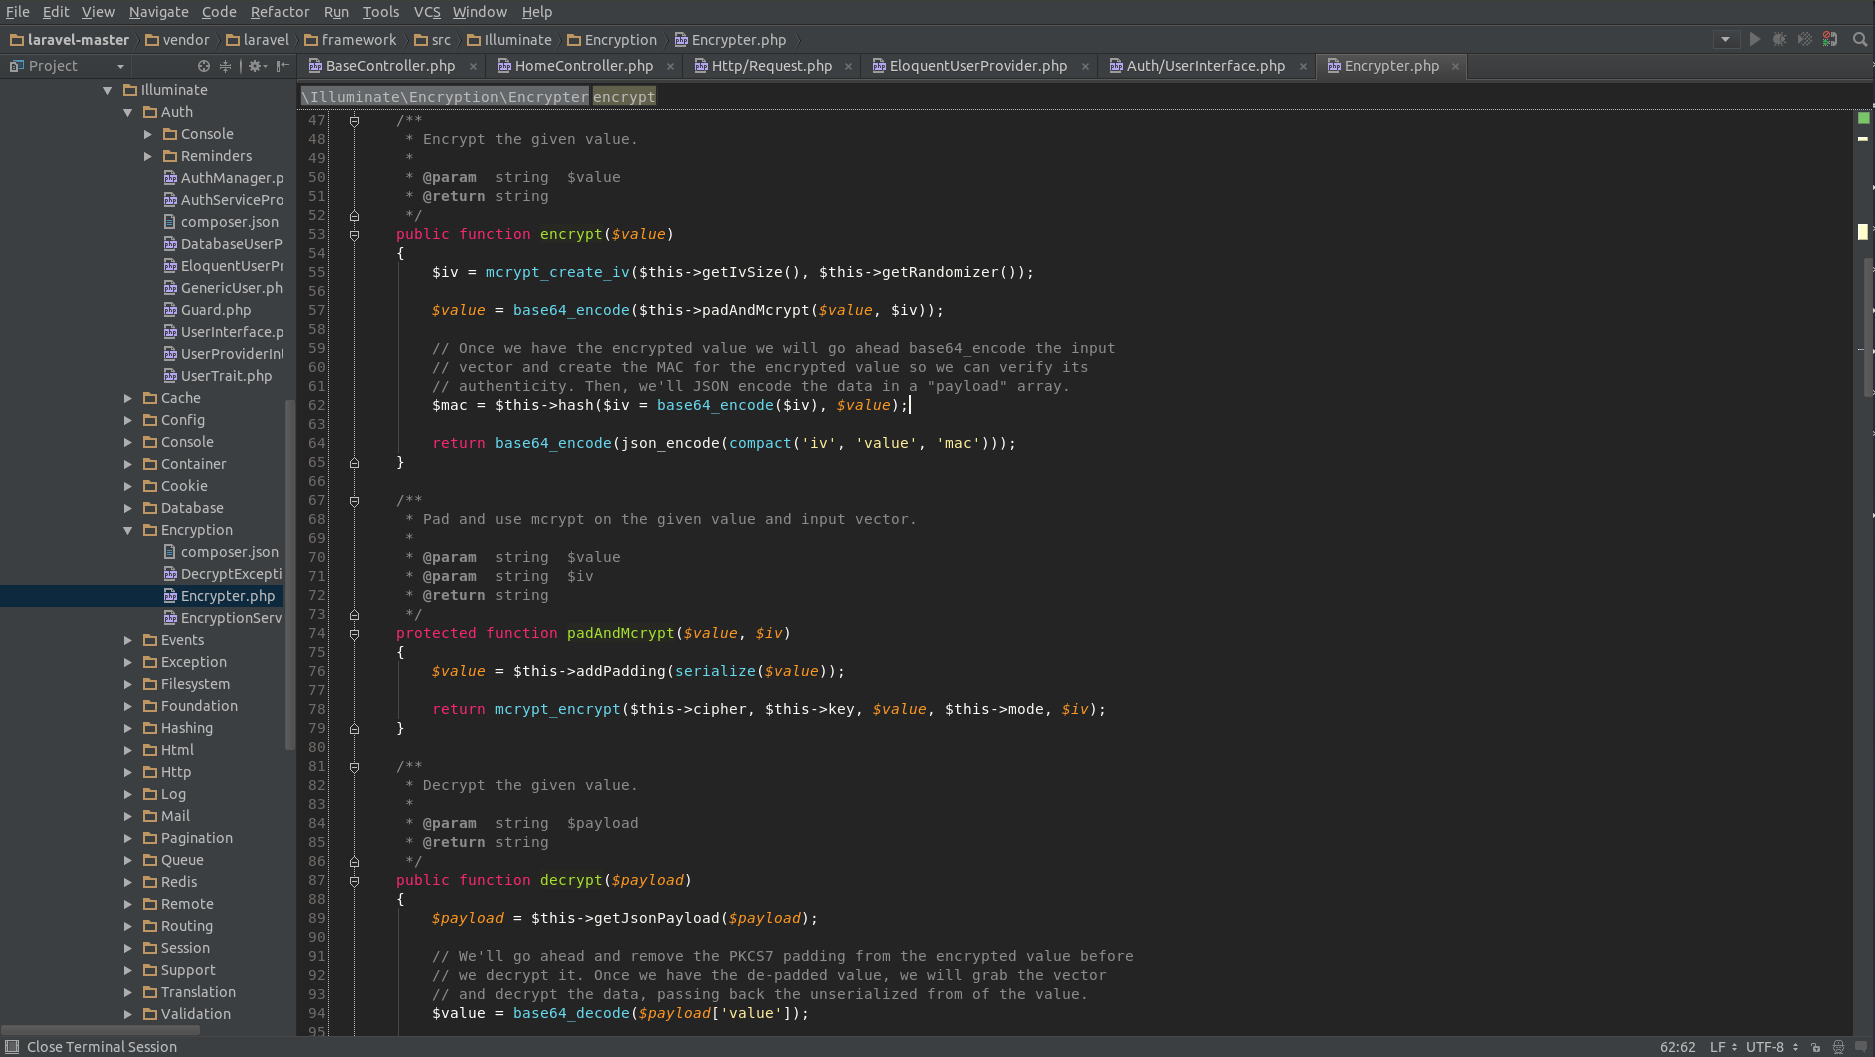 File Edit View Navigate Code Refactor Run Tools VCS Window Help
laravel-master vendor laravel framework src Illuminate Encryption Encrypter.php
Project BaseController.php HomeController.php Http/Request.php EloquentUserProvider.php Auth/UserInterface.php Encrypter.php
\Illuminate\Encryption\Encrypter encrypt
Illuminate
Auth
Console
Reminders
AuthManager.p
AuthServicePro
composer.json
DatabaseUserP
EloquentUserPr
GenericUser.ph
Guard.php
UserInterface.p
UserProviderInt
UserTrait.php
Cache
Config
Console
Container
Cookie
Database
Encryption
composer.json
DecryptExcepti
Encrypter.php
EncryptionServ
Events
Exception
Filesystem
Foundation
Hashing
Html
Http
Log
Mail
Pagination
Queue
Redis
Remote
Routing
Session
Support
Translation
Validation
47 /**
48 * Encrypt the given value.
49 *
50 * @param  string  $value
51 * @return string
52 */
53 public function encrypt($value)
54 {
55 $iv = mcrypt_create_iv($this->getIvSize(), $this->getRandomizer());
56
57 $value = base64_encode($this->padAndMcrypt($value, $iv));
58
59 // Once we have the encrypted value we will go ahead base64_encode the input
60 // vector and create the MAC for the encrypted value so we can verify its
61 // authenticity. Then, we'll JSON encode the data in a "payload" array.
62 $mac = $this->hash($iv = base64_encode($iv), $value);
63
64 return base64_encode(json_encode(compact('iv', 'value', 'mac')));
65 }
66
67 /**
68 * Pad and use mcrypt on the given value and input vector.
69 *
70 * @param  string  $value
71 * @param  string  $iv
72 * @return string
73 */
74 protected function padAndMcrypt($value, $iv)
75 {
76 $value = $this->addPadding(serialize($value));
77
78 return mcrypt_encrypt($this->cipher, $this->key, $value, $this->mode, $iv);
79 }
80
81 /**
82 * Decrypt the given value.
83 *
84 * @param  string  $payload
85 * @return string
86 */
87 public function decrypt($payload)
88 {
89 $payload = $this->getJsonPayload($payload);
90
91 // We'll go ahead and remove the PKCS7 padding from the encrypted value before
92 // we decrypt it. Once we have the de-padded value, we will grab the vector
93 // and decrypt the data, passing back the unserialized from of the value.
94 $value = base64_decode($payload['value']);
95
Close Terminal Session 62:62 LF UTF-8